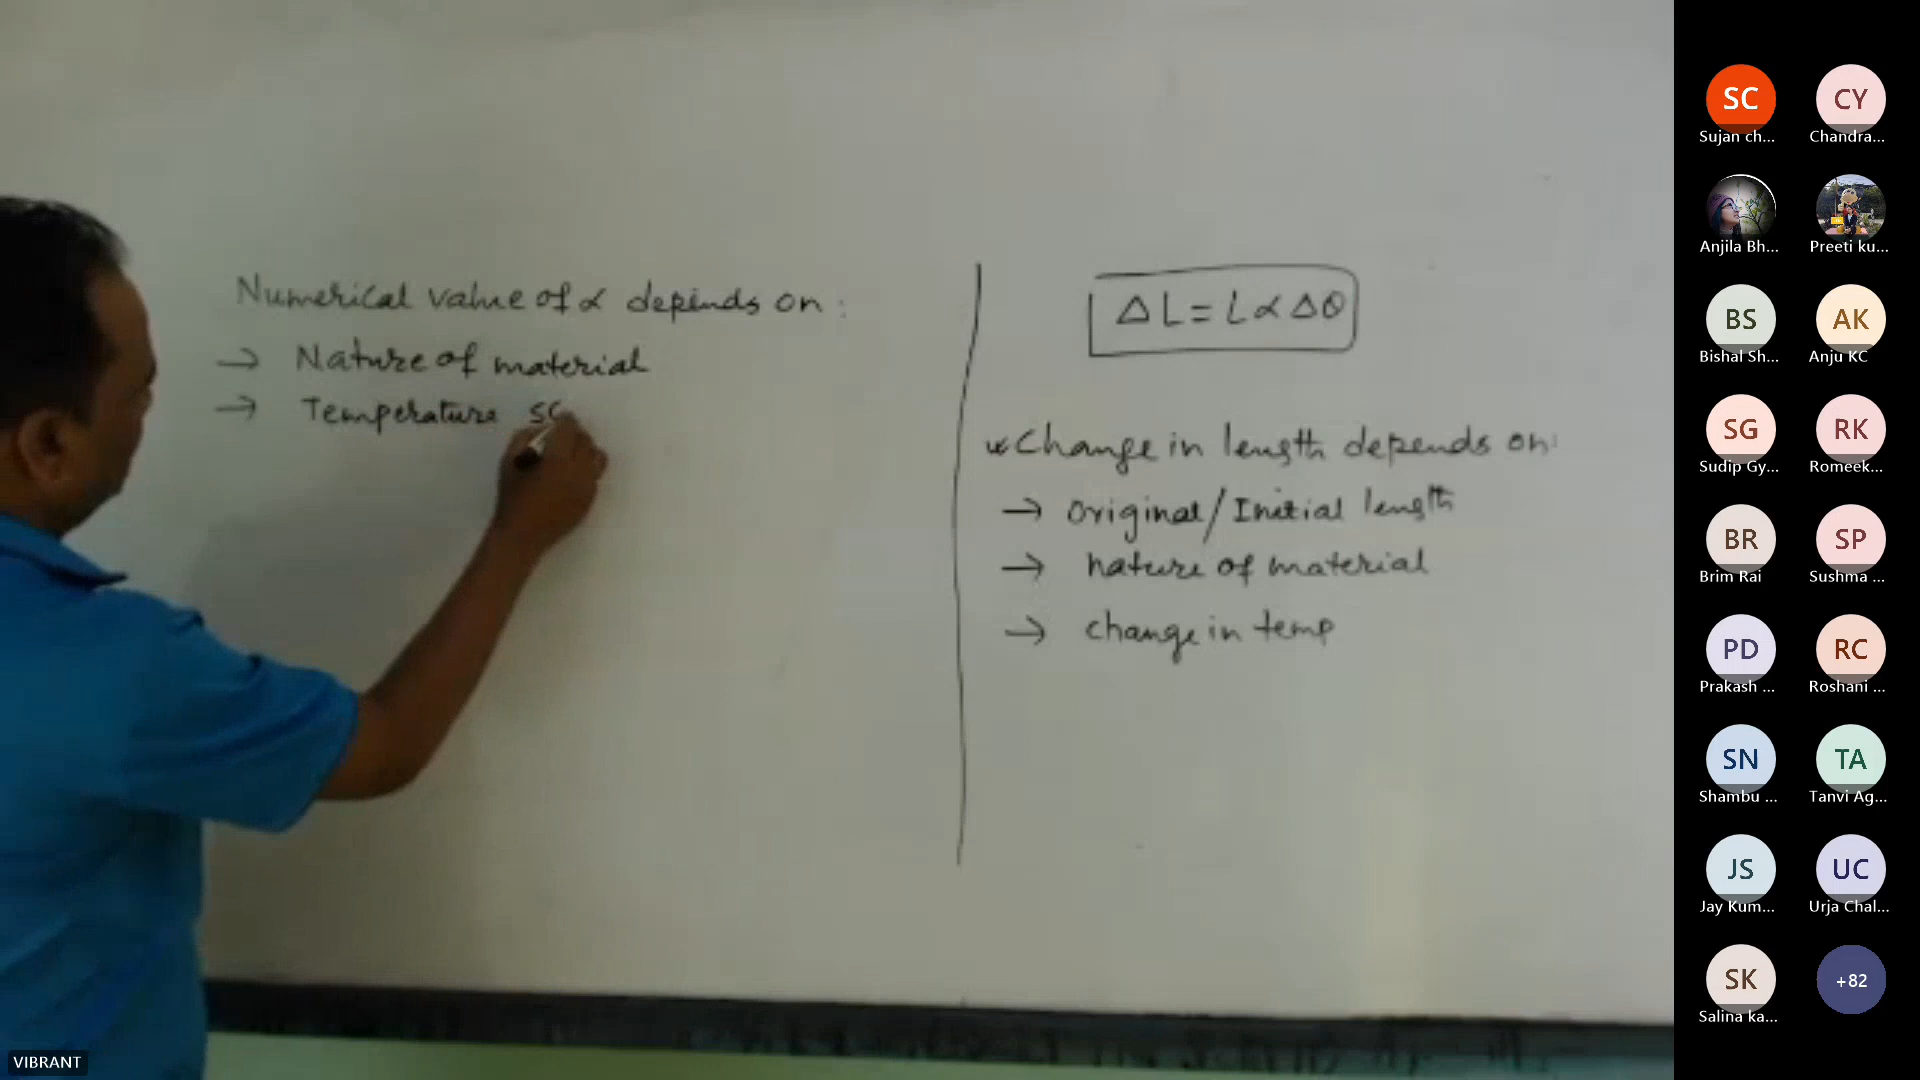 Numerical value of α depends on :
→ Nature of material
→ Temperature sc
ΔL = L α Δθ
Change in length depends on:
→ Original/Initial length
→ nature of material
→ change in temp
SC
Sujan ch...
CY
Chandra...
Anjila Bh...
Preeti ku...
BS
Bishal Sh...
AK
Anju KC
SG
Sudip Gy...
RK
Romeek...
BR
Brim Rai
SP
Sushma ...
PD
Prakash ...
RC
Roshani ...
SN
Shambu ...
TA
Tanvi Ag...
JS
Jay Kum...
UC
Urja Chal...
SK
Salina ka...
+82
VIBRANT